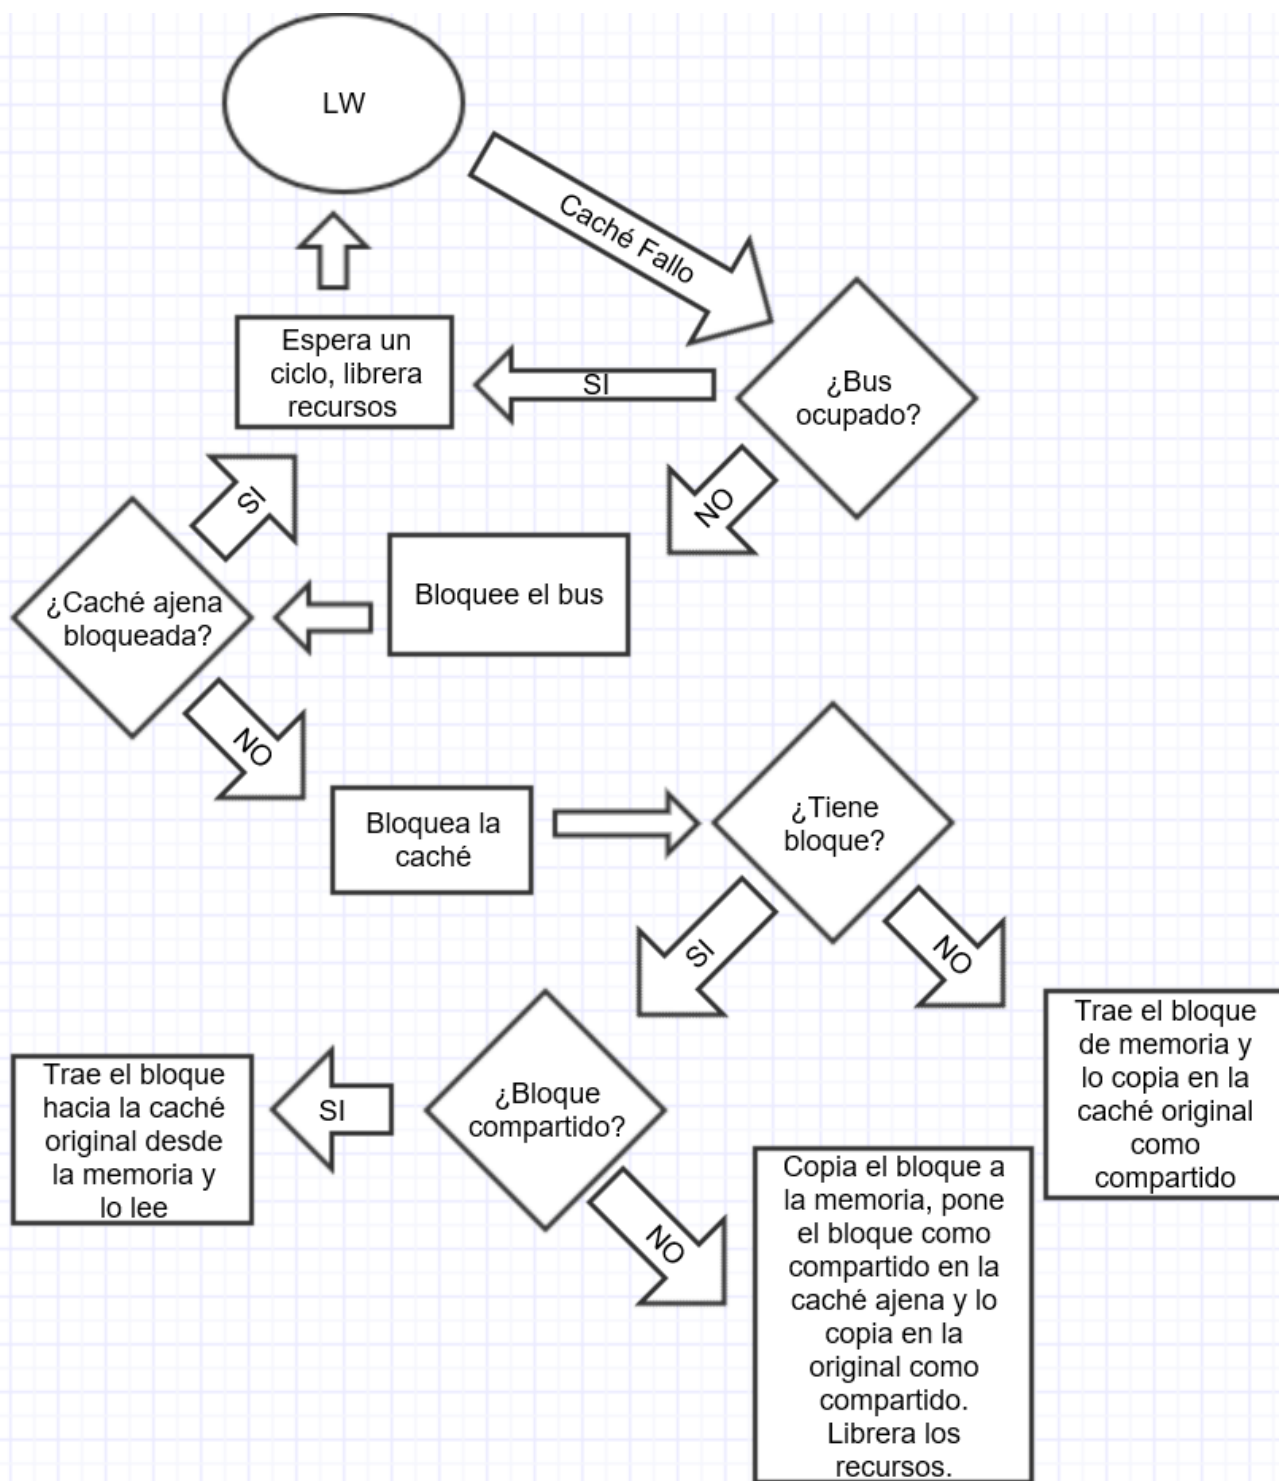 LW
Caché Fallo
¿Bus
ocupado?
SI
Espera un
ciclo, librera
recursos
NO
Bloquee el bus
¿Caché ajena
bloqueada?
SI
NO
Bloquea la
caché
¿Tiene
bloque?
SI
NO
Trae el bloque
de memoria y
lo copia en la
caché original
como
compartido
¿Bloque
compartido?
SI
Trae el bloque
hacia la caché
original desde
la memoria y
lo lee
NO
Copia el bloque a
la memoria, pone
el bloque como
compartido en la
caché ajena y lo
copia en la
original como
compartido.
Librera los
recursos.